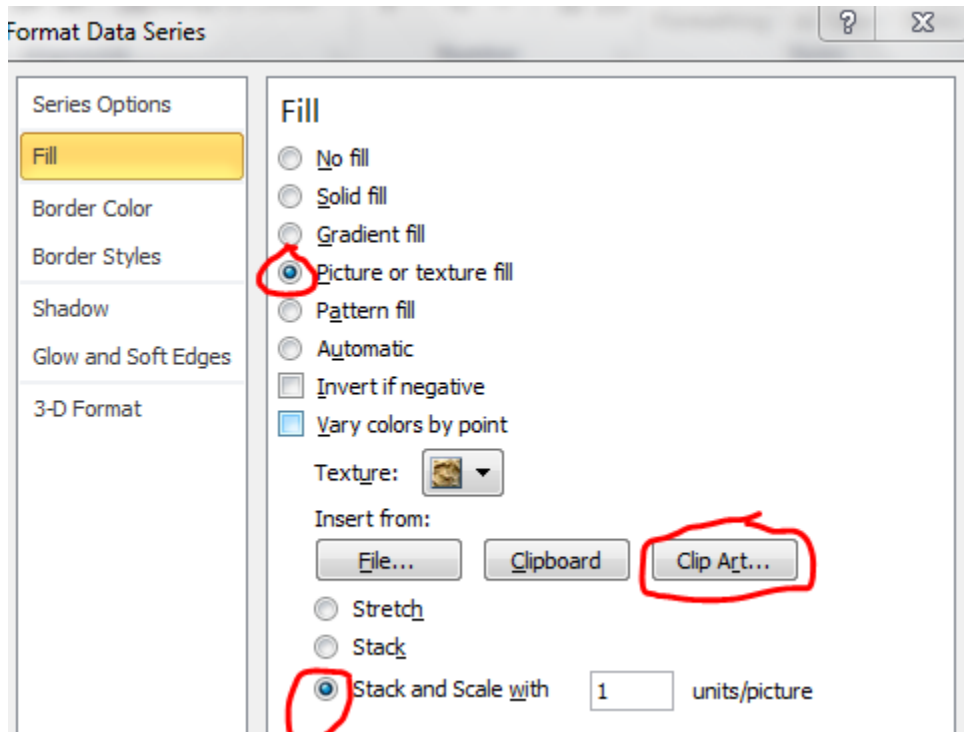 Format Data Series
Series Options
Fill
Border Color
Border Styles
Shadow
Glow and Soft Edges
3-D Format
Fill
No fill
Solid fill
Gradient fill
Picture or texture fill
Pattern fill
Automatic
Invert if negative
Vary colors by point
Texture:
Insert from:
File... Clipboard Clip Art...
Stretch
Stack
Stack and Scale with 1 units/picture